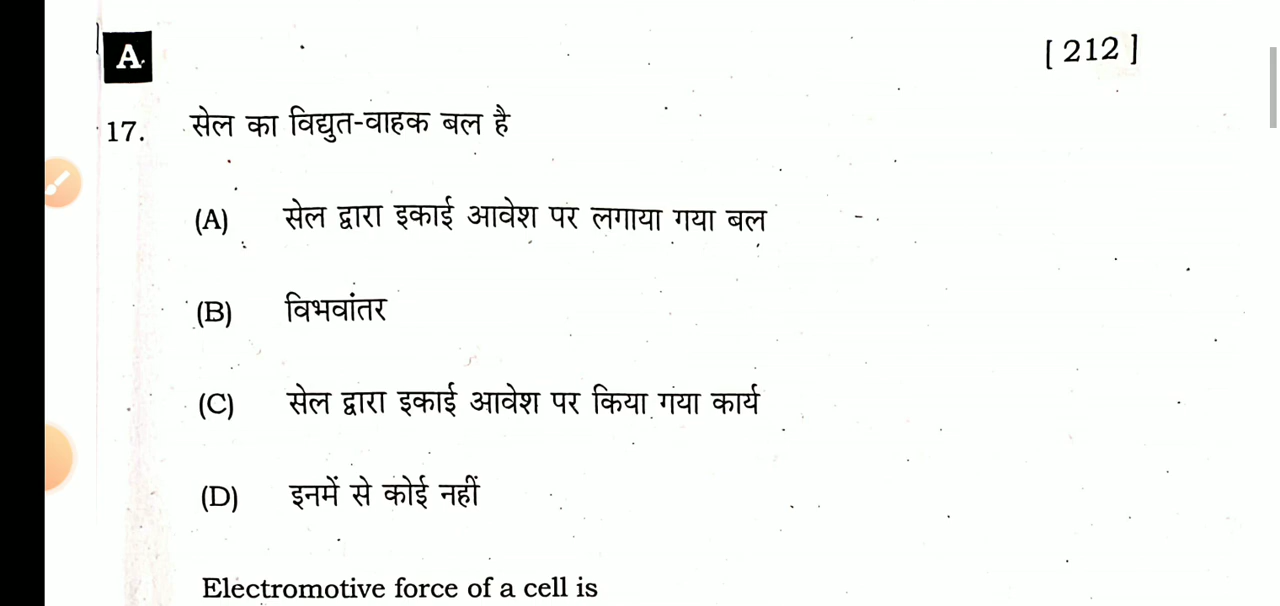 A
[ 212 ]
17. सेल का विद्युत-वाहक बल है
(A) सेल द्वारा इकाई आवेश पर लगाया गया बल
(B) विभवांतर
(C) सेल द्वारा इकाई आवेश पर किया गया कार्य
(D) इनमें से कोई नहीं
Electromotive force of a cell is